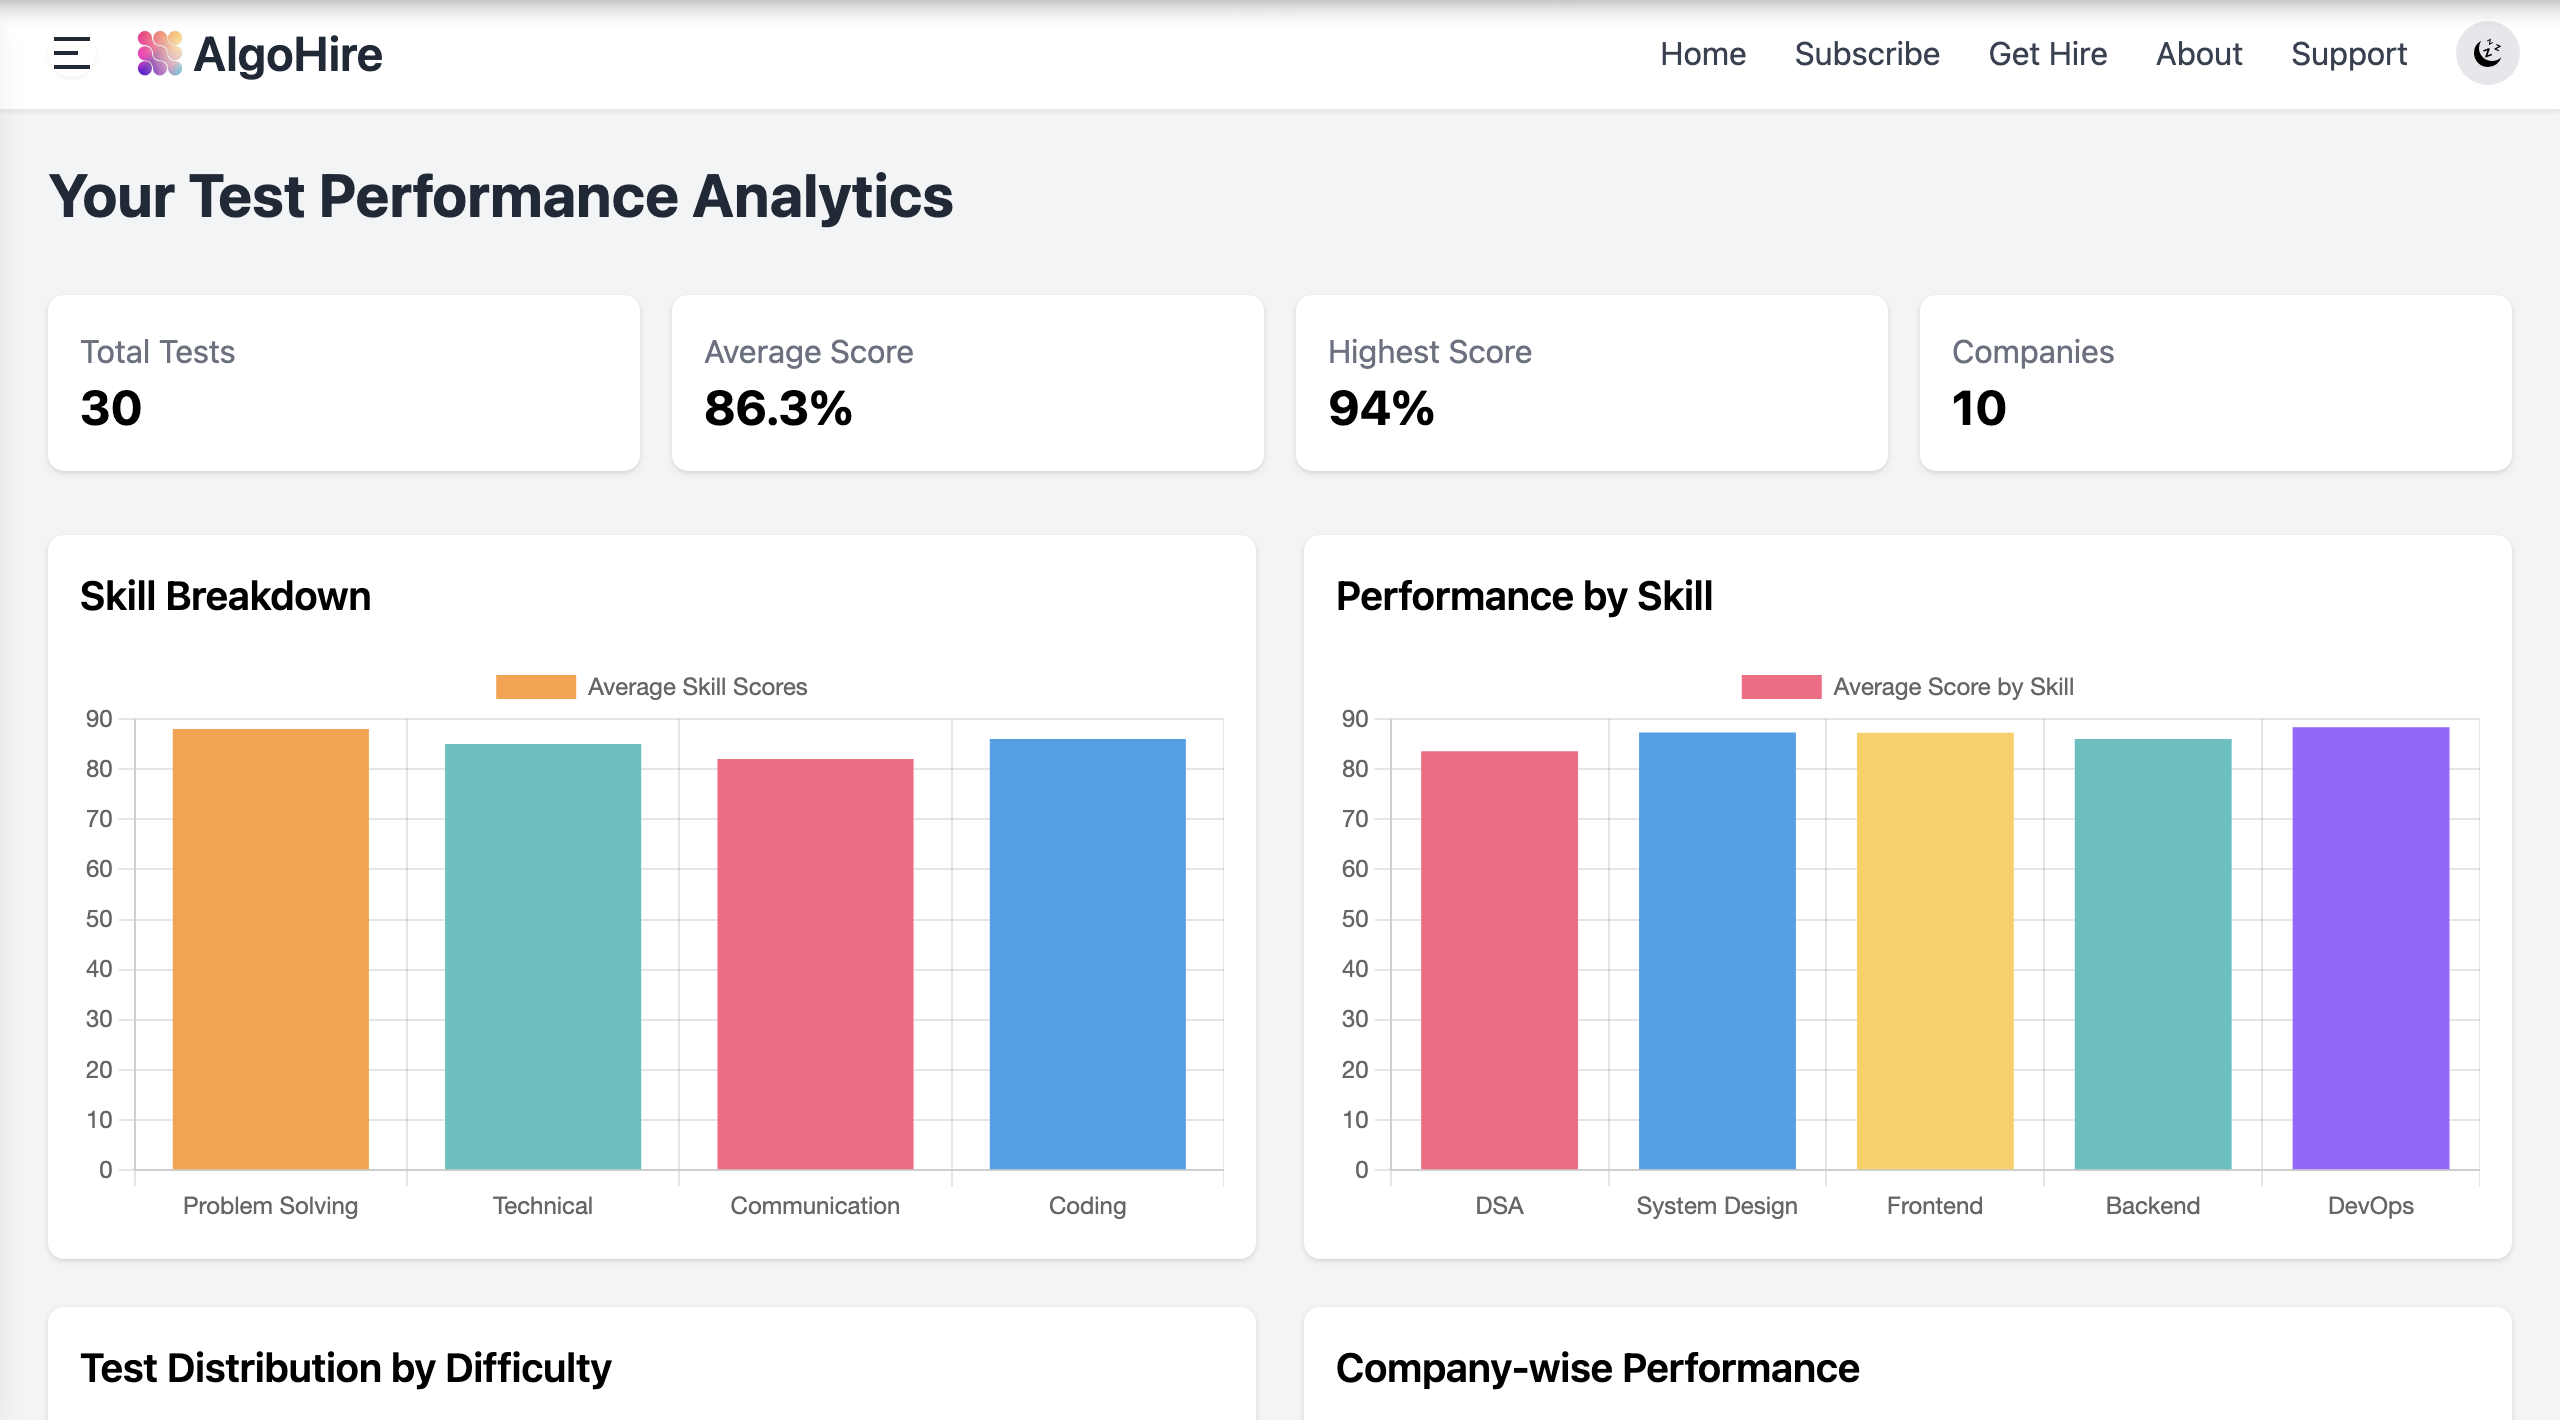 AlgoHire
Home Subscribe Get Hire About Support
Your Test Performance Analytics
Total Tests
30
Average Score
86.3%
Highest Score
94%
Companies
10
Skill Breakdown
Average Skill Scores
90
80
70
60
50
40
30
20
10
0
Problem Solving Technical Communication Coding
Performance by Skill
Average Score by Skill
90
80
70
60
50
40
30
20
10
0
DSA System Design Frontend Backend DevOps
Test Distribution by Difficulty
Company-wise Performance